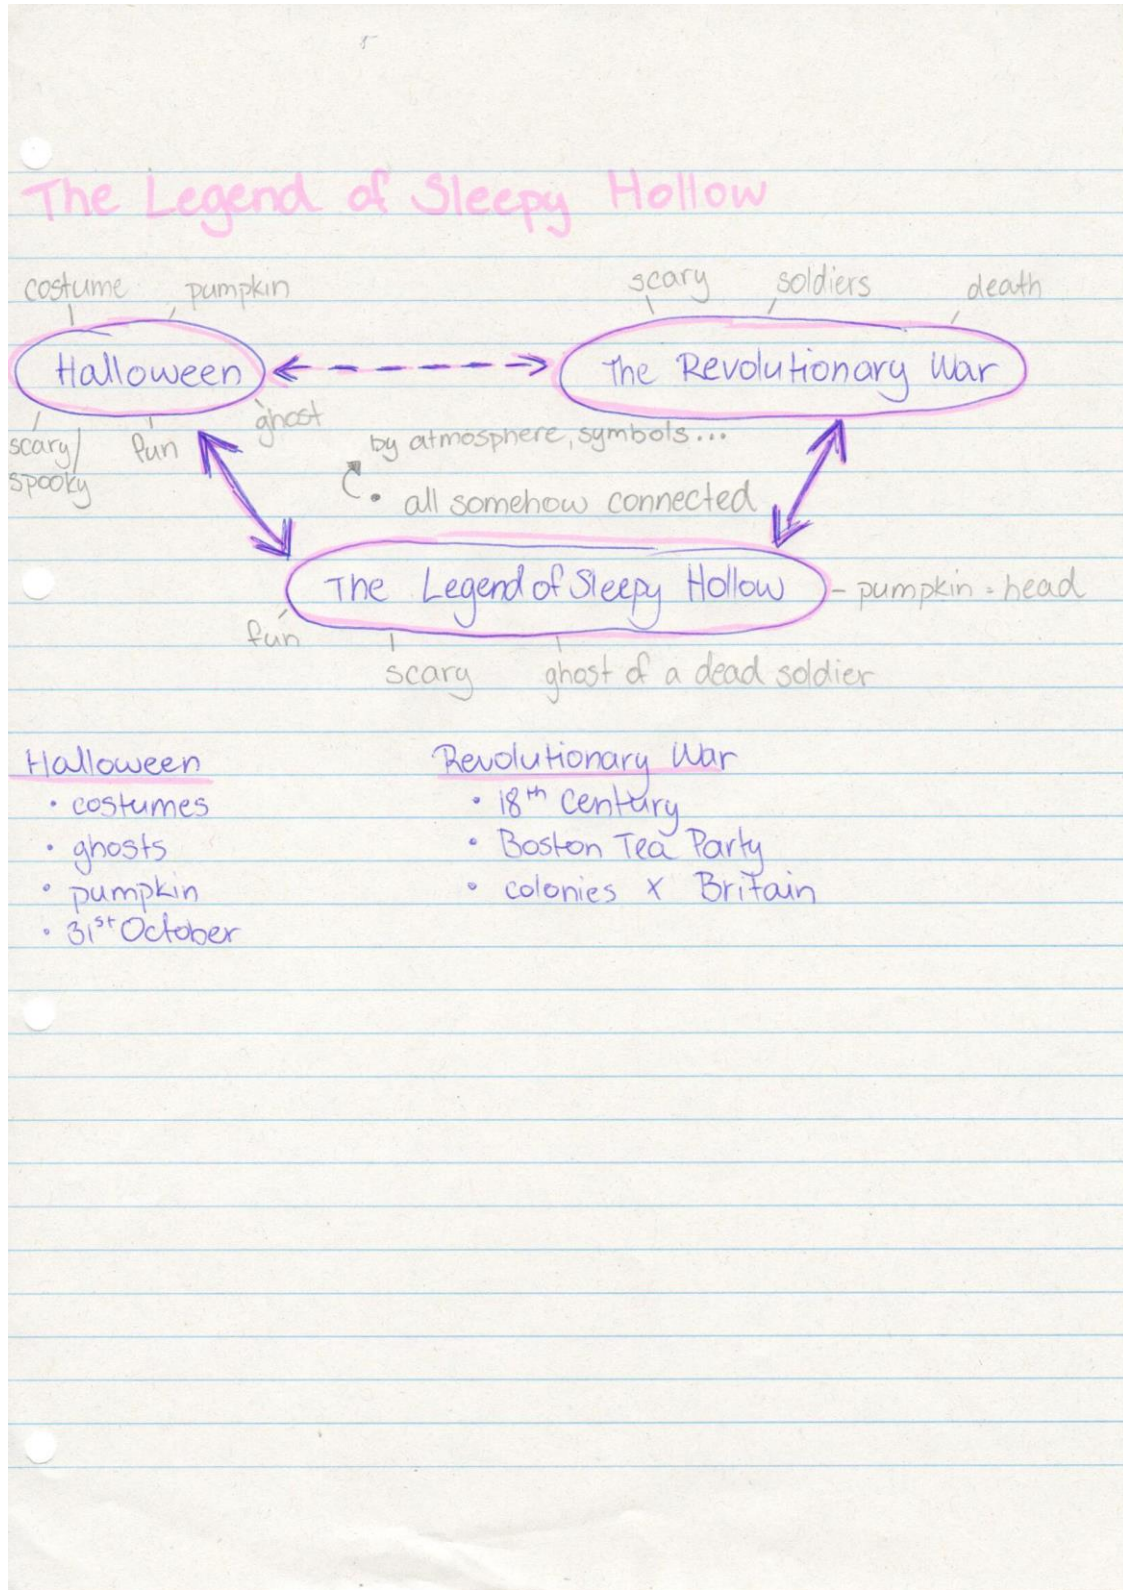 The Legend of Sleepy Hollow
costume pumpkin
scary soldiers death
Halloween
The Revolutionary War
scary/
spooky
fun
ghost
by atmosphere, symbols...
• all somehow connected
The Legend of Sleepy Hollow - pumpkin = head
fun
scary ghost of a dead soldier
Halloween
• costumes
• ghosts
• pumpkin
• 31st October
Revolutionary War
• 18th Century
• Boston Tea Party
• colonies x Britain